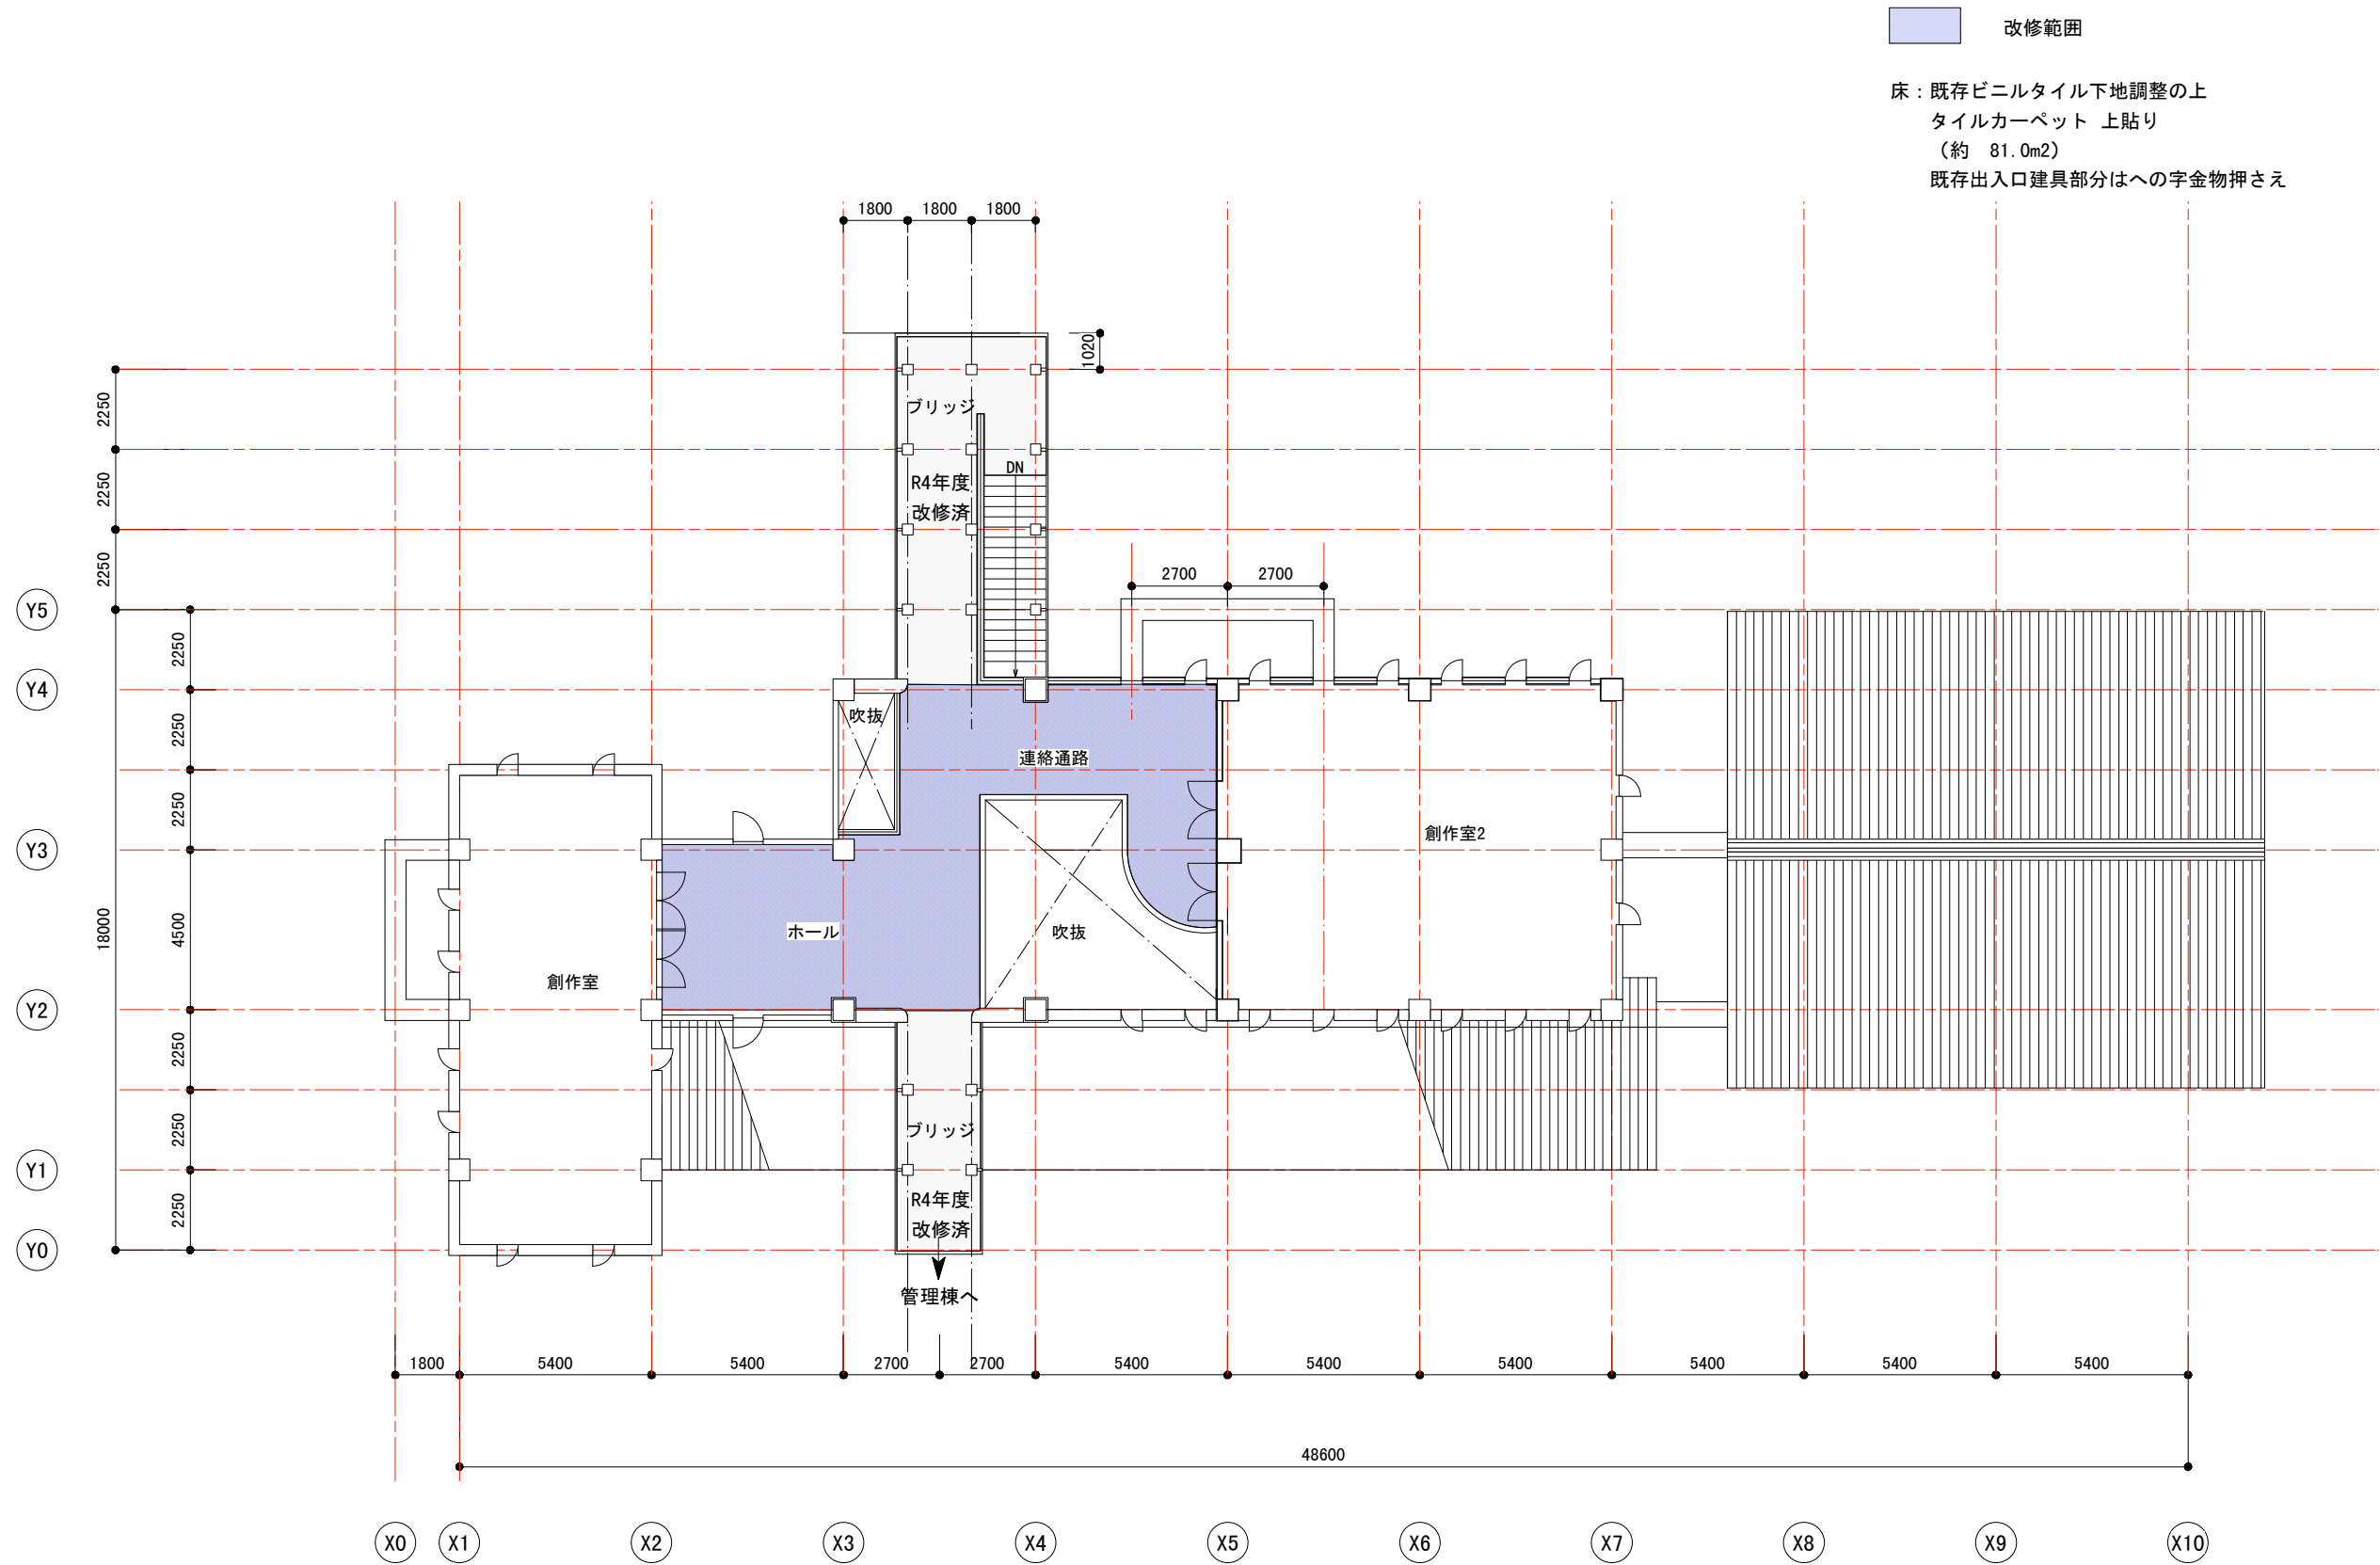 改修範囲
床：既存ビニルタイル下地調整の上
タイルカーペット 上貼り
（約　81.0m2）
既存出入口建具部分はへの字金物押さえ
1800 1800 1800
1020
2250
ブリッジ
DN
2250
R4年度
改修済
2250
2700 2700
Y5
2250
Y4
吹抜
2250
連絡通路
2250
創作室2
Y3
18000
4500
ホール
吹抜
創作室
Y2
2250
ブリッジ
2250
Y1
R4年度
改修済
2250
Y0
管理棟へ
1800 5400 5400 2700 2700 5400 5400 5400 5400 5400 5400
48600
X0 X1 X2 X3 X4 X5 X6 X7 X8 X9 X10